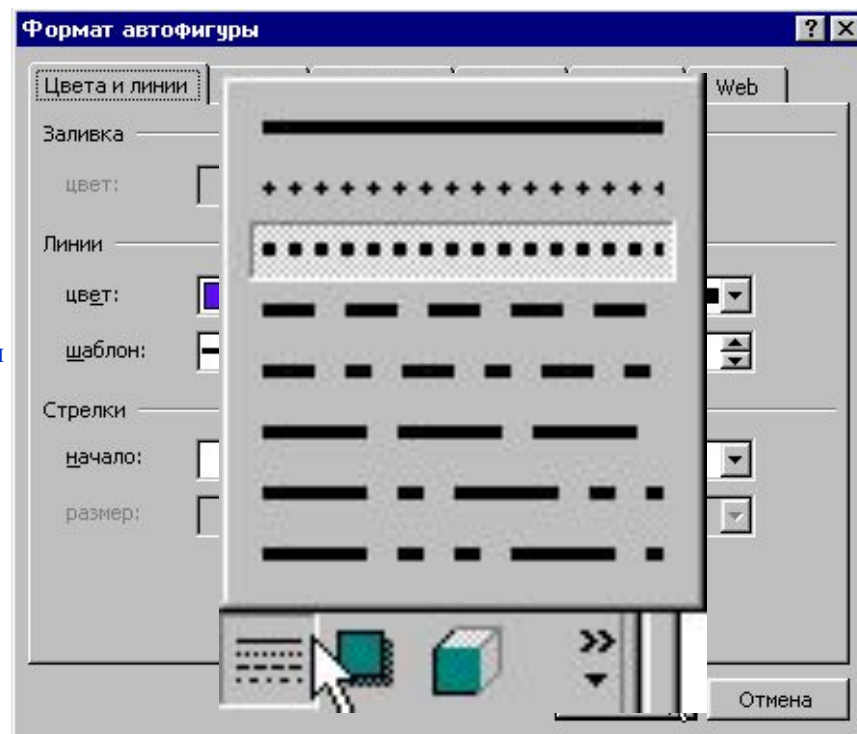 Формат автофигуры
Цвета и линии
Web
Заливка
цвет:
Линии
цвет:
шаблон:
Стрелки
начало:
размер:
Отмена